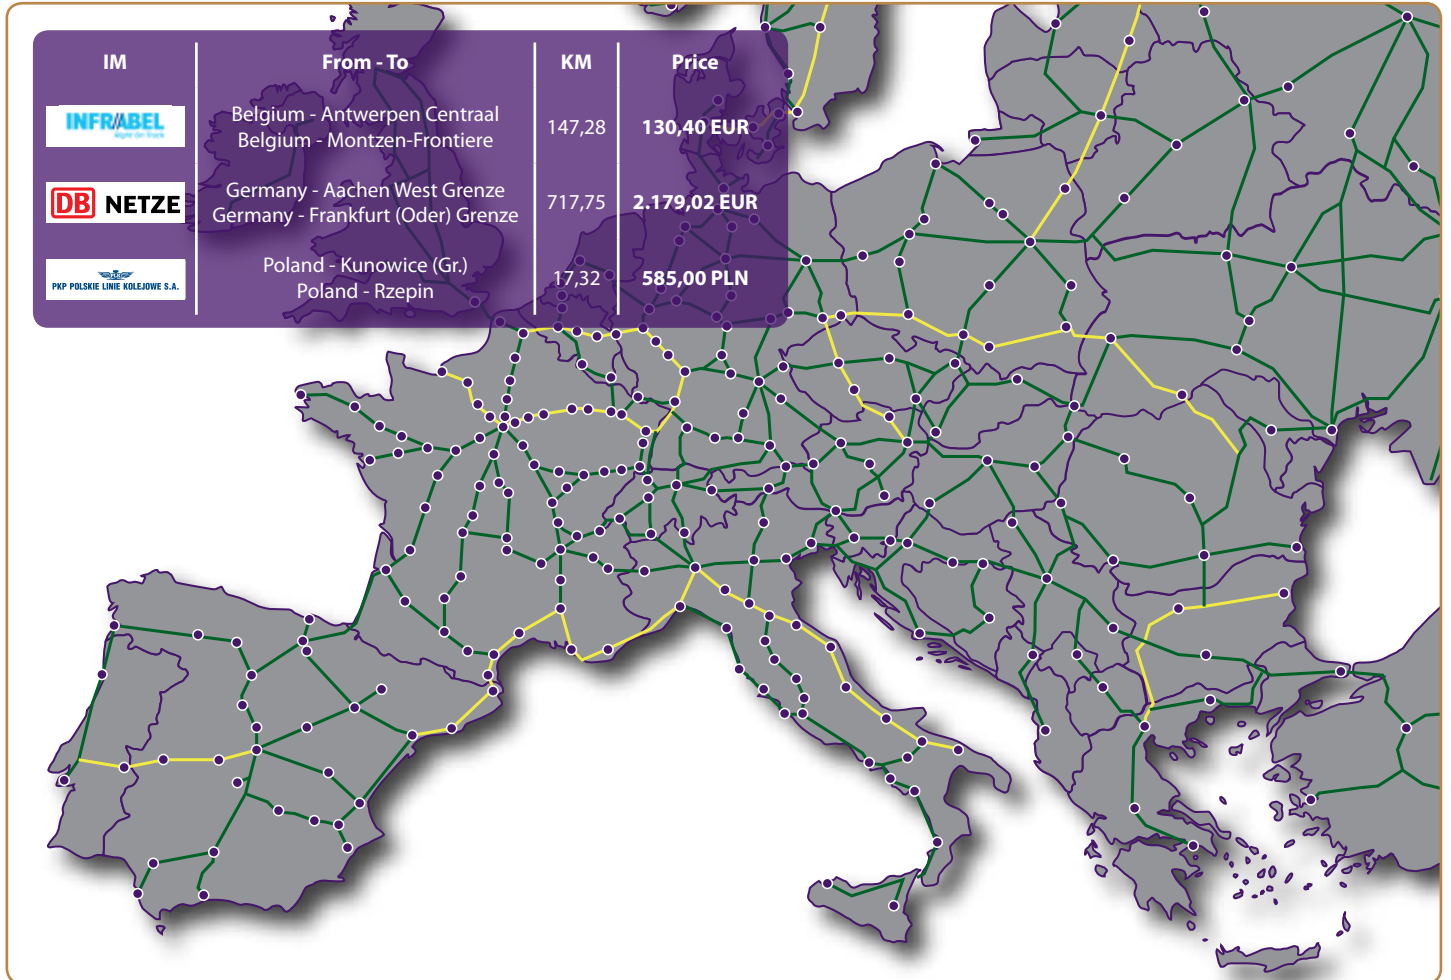 IM From - To KM Price
INFRABEL
Belgium - Antwerpen Centraal
Belgium - Montzen-Frontiere
147,28 130,40 EUR
DB NETZE
Germany - Aachen West Grenze
Germany - Frankfurt (Oder) Grenze
717,75 2.179,02 EUR
PKP POLSKIE LINIE KOLEJOWE S.A.
Poland - Kunowice (Gr.)
Poland - Rzepin
17,32 585,00 PLN